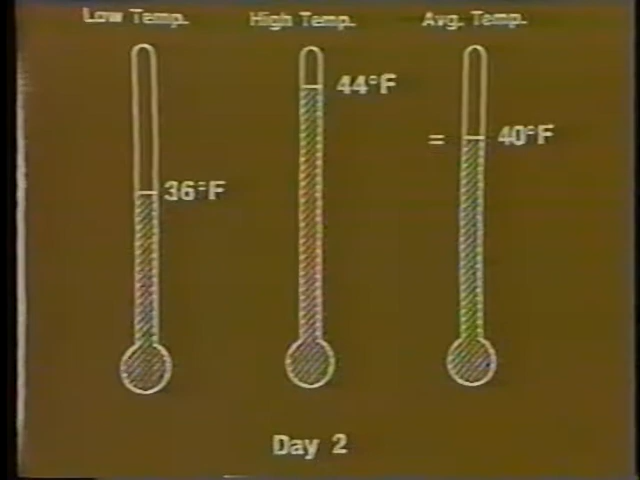 Low Temp.
High Temp.
Avg. Temp.
44°F
= 40°F
36°F
Day 2